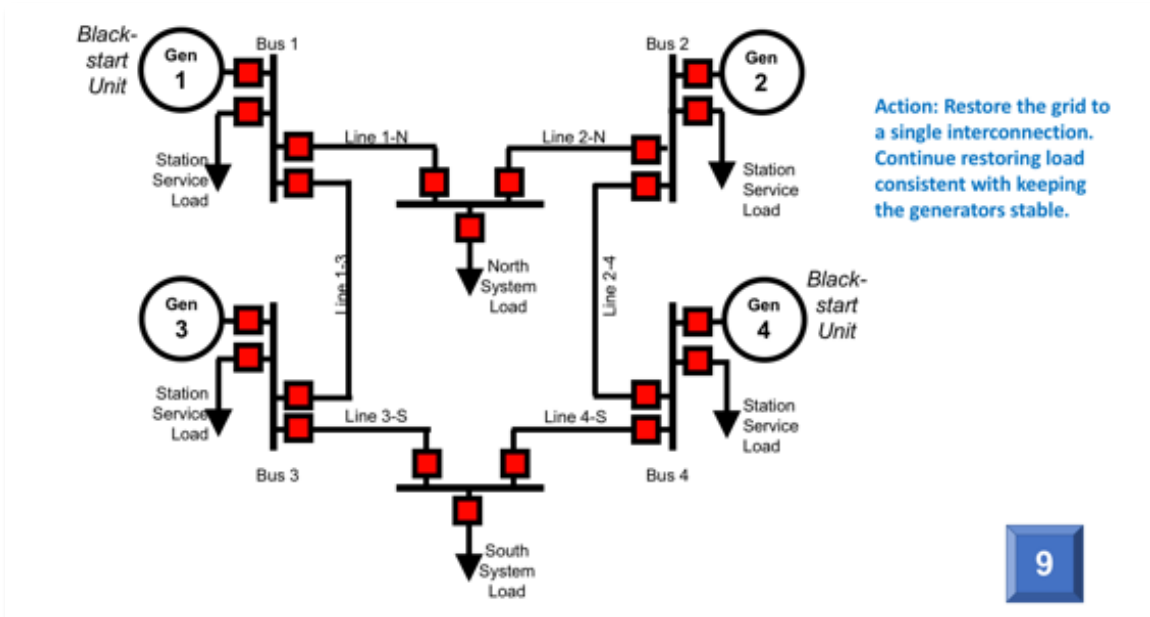 Black-
start
Unit
Gen
1
Bus 1
Bus 2
Gen
2
Action: Restore the grid to
a single interconnection.
Continue restoring load
consistent with keeping
the generators stable.
Line 1-N
Line 2-N
Station
Service
Load
Station
Service
Load
North
System
Load
Line 1-3
Line 2-4
Gen
3
Gen
4
Black-
start
Unit
Station
Service
Load
Line 3-S
Line 4-S
Station
Service
Load
Bus 3
Bus 4
South
System
Load
9